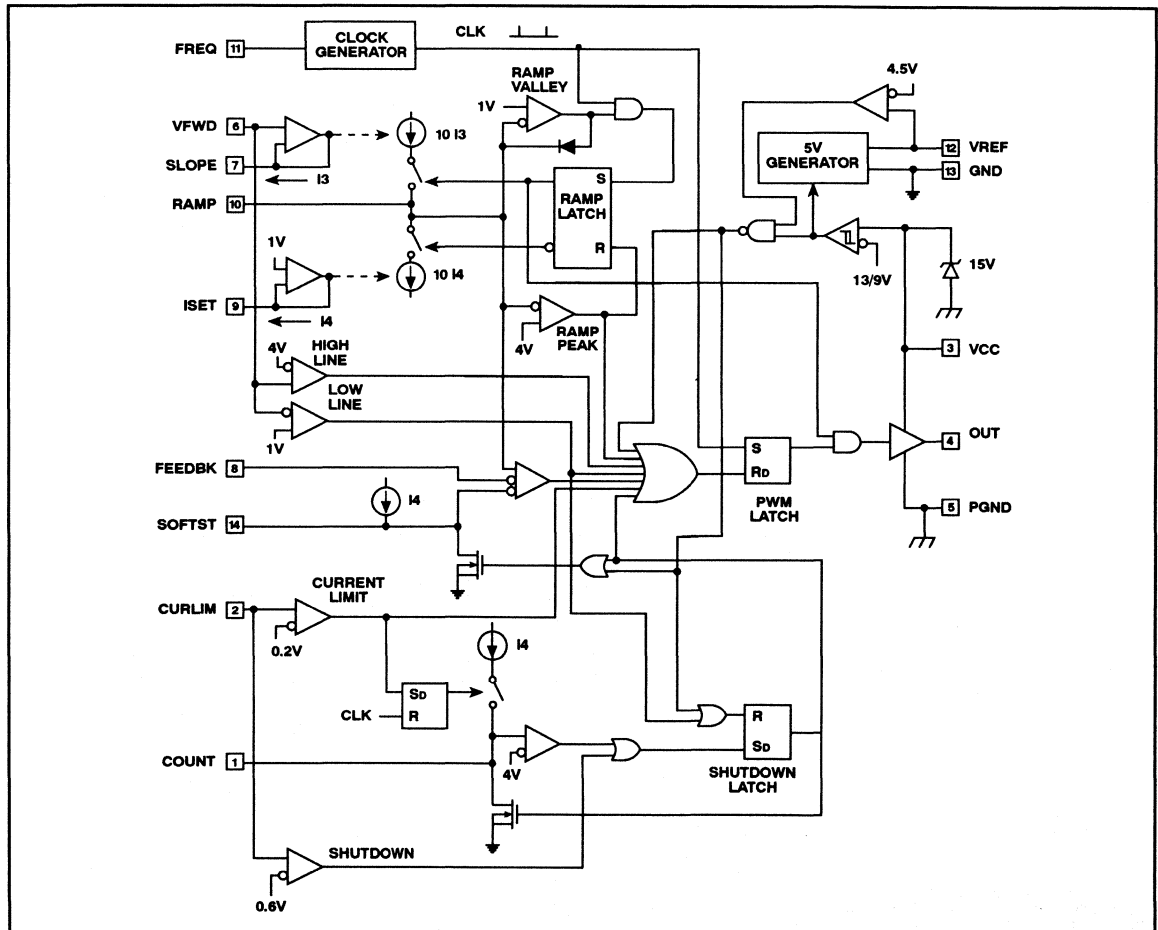 FREQ 11
CLOCK
GENERATOR
CLK
RAMP
VALLEY
1V
4.5V
VFWD 6
10 I3
SLOPE 7
I3
5V
GENERATOR
12 VREF
13 GND
RAMP 10
S
RAMP
LATCH
R
1V
10 I4
13/9V
15V
ISET 9
I4
4V
RAMP
PEAK
4V
HIGH
LINE
LOW
LINE
1V
3 VCC
FEEDBK 8
S
RD
PWM
LATCH
4 OUT
I4
SOFTST 14
5 PGND
CURRENT
LIMIT
CURLIM 2
0.2V
I4
SD
CLK R
R
SD
SHUTDOWN
LATCH
COUNT 1
4V
SHUTDOWN
0.6V